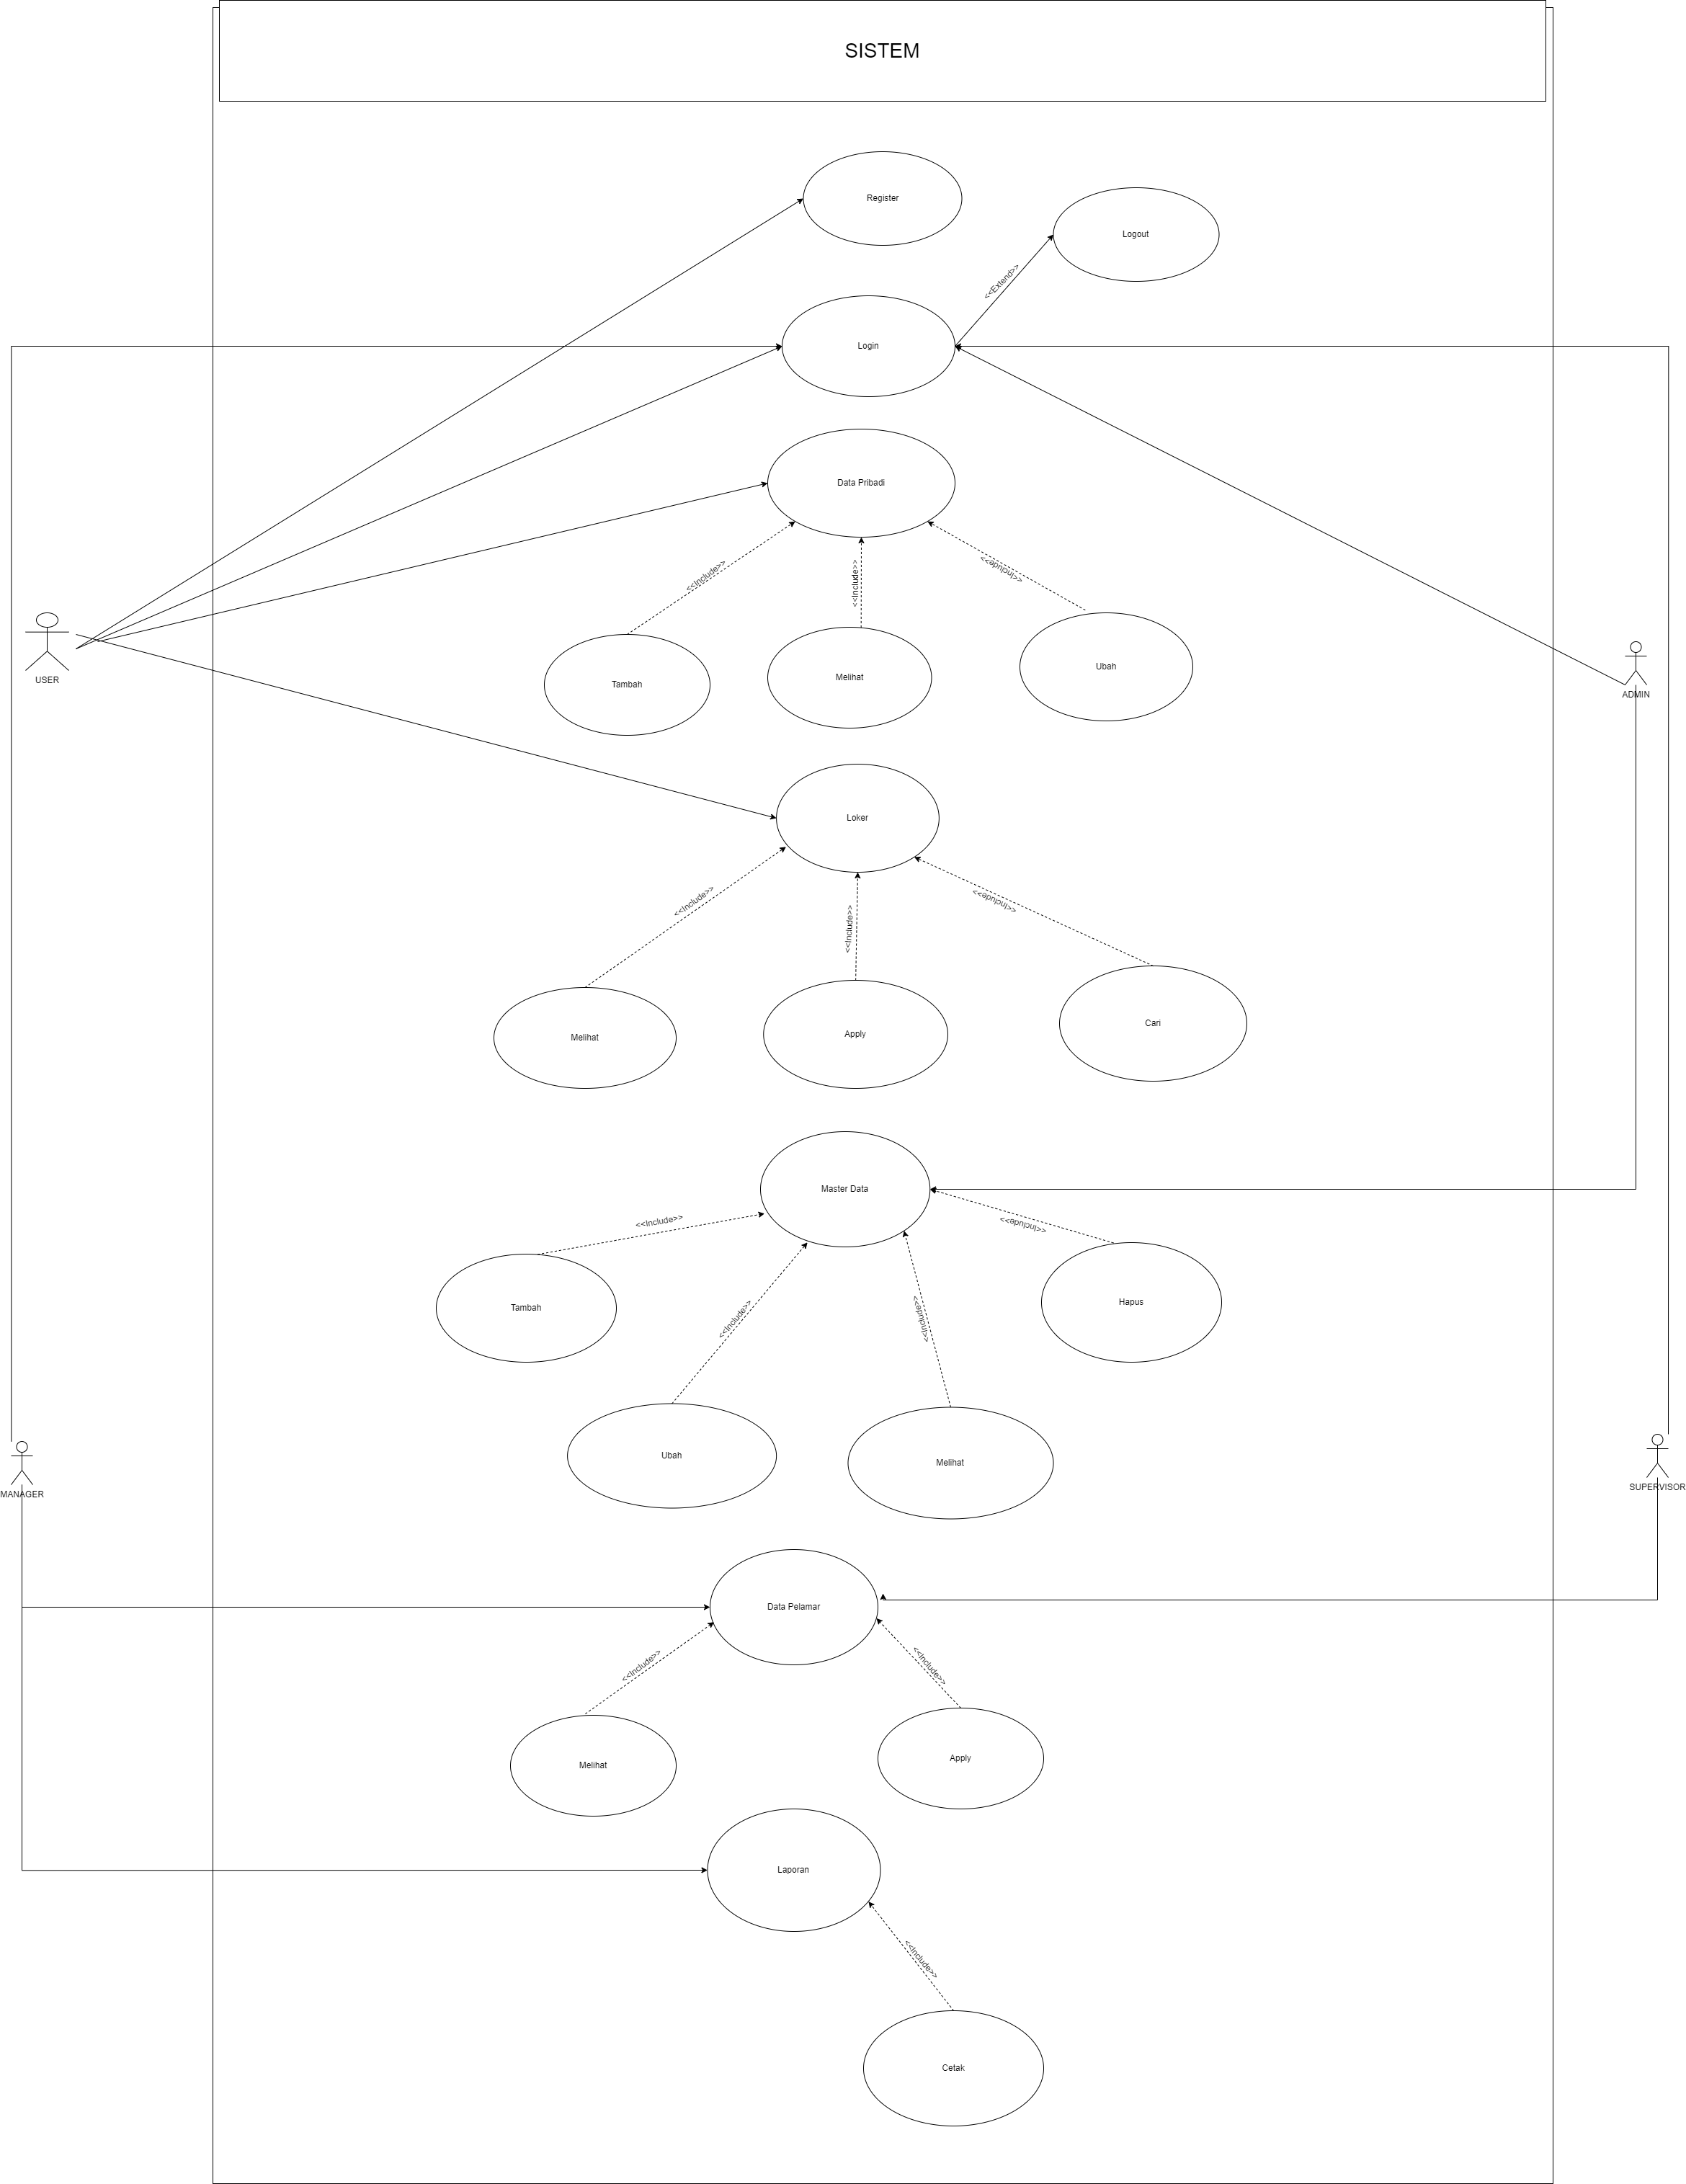 SISTEM
Register
Logout
<<Extend>>
Login
Data Pribadi
<<Include>>
<<Include>>
<<Include>>
Tambah
Melihat
Ubah
USER
ADMIN
Loker
<<Include>>
<<Include>>
<<Include>>
Melihat
Apply
Cari
Master Data
<<Include>>
<<Include>>
<<Include>>
<<Include>>
Tambah
Hapus
Ubah
Melihat
MANAGER
SUPERVISOR
Data Pelamar
<<Include>>
<<Include>>
Melihat
Apply
Laporan
<<Include>>
Cetak